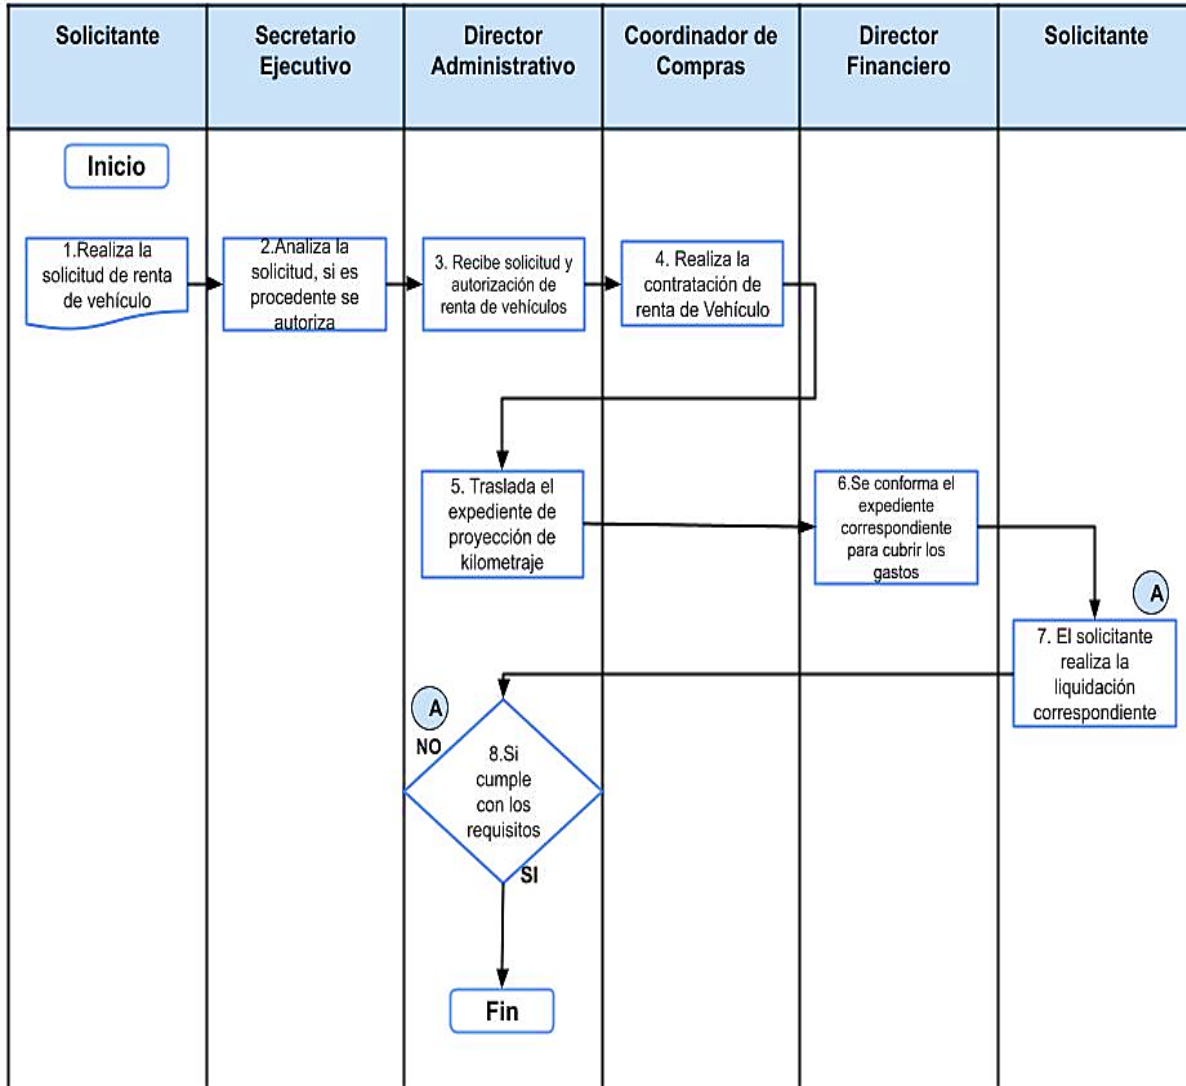 Solicitante
Secretario
Ejecutivo
Director
Administrativo
Coordinador de
Compras
Director
Financiero
Solicitante
Inicio
1.Realiza la
solicitud de renta
de vehículo
2.Analiza la
solicitud, si es
procedente se
autoriza
3. Recibe solicitud y
autorización de
renta de vehículos
4. Realiza la
contratación de
renta de Vehículo
5. Traslada el
expediente de
proyección de
kilometraje
6.Se conforma el
expediente
correspondiente
para cubrir los
gastos
A
7. El solicitante
realiza la
liquidación
correspondiente
A
NO
8.Si
cumple
con los
requisitos
SI
Fin